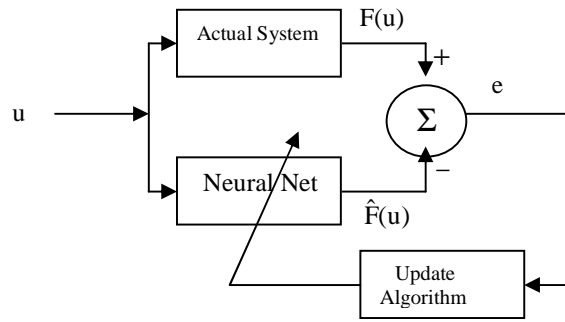 Actual System
F(u)
+
u
Σ
e
Neural Net
−
F̂(u)
Update
Algorithm